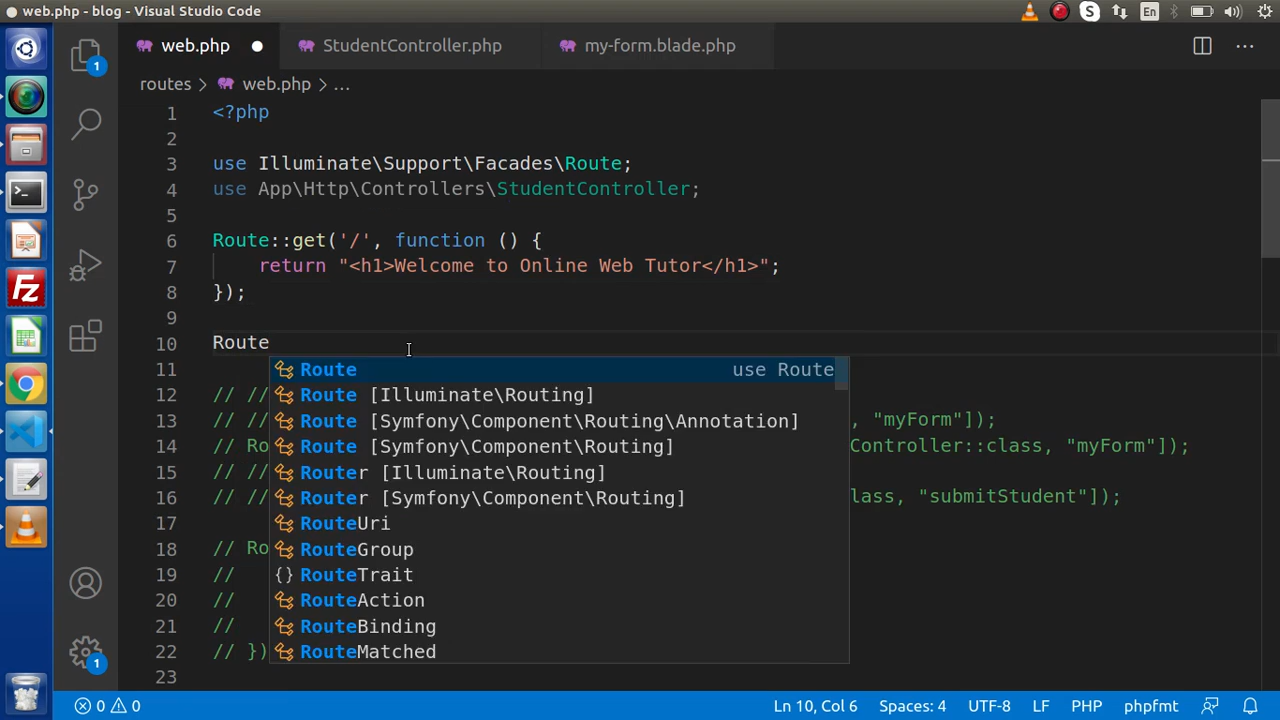 web.php - blog - Visual Studio Code
S
En
web.php
StudentController.php
my-form.blade.php
routes > web.php > …
1 <?php
2
3 use Illuminate\Support\Facades\Route;
4 use App\Http\Controllers\StudentController;
5
6 Route::get('/', function () {
7 return "<h1>Welcome to Online Web Tutor</h1>";
8 });
9
10 Route
Route use Route
11
Route [Illuminate\Routing]
12 // //
Route [Symfony\Component\Routing\Annotation]
13 // // , "myForm"]);
Route [Symfony\Component\Routing]
14 // Ro Controller::class, "myForm"]);
Router [Illuminate\Routing]
15 // //
Router [Symfony\Component\Routing]
16 // // lass, "submitStudent"]);
RouteUri
17
RouteGroup
18 // Ro
{} RouteTrait
19 //
RouteAction
20 //
RouteBinding
21 //
RouteMatched
22 // })
23
1
1
FZ
0 0
Ln 10, Col 6
Spaces: 4
UTF-8
LF
PHP
phpfmt